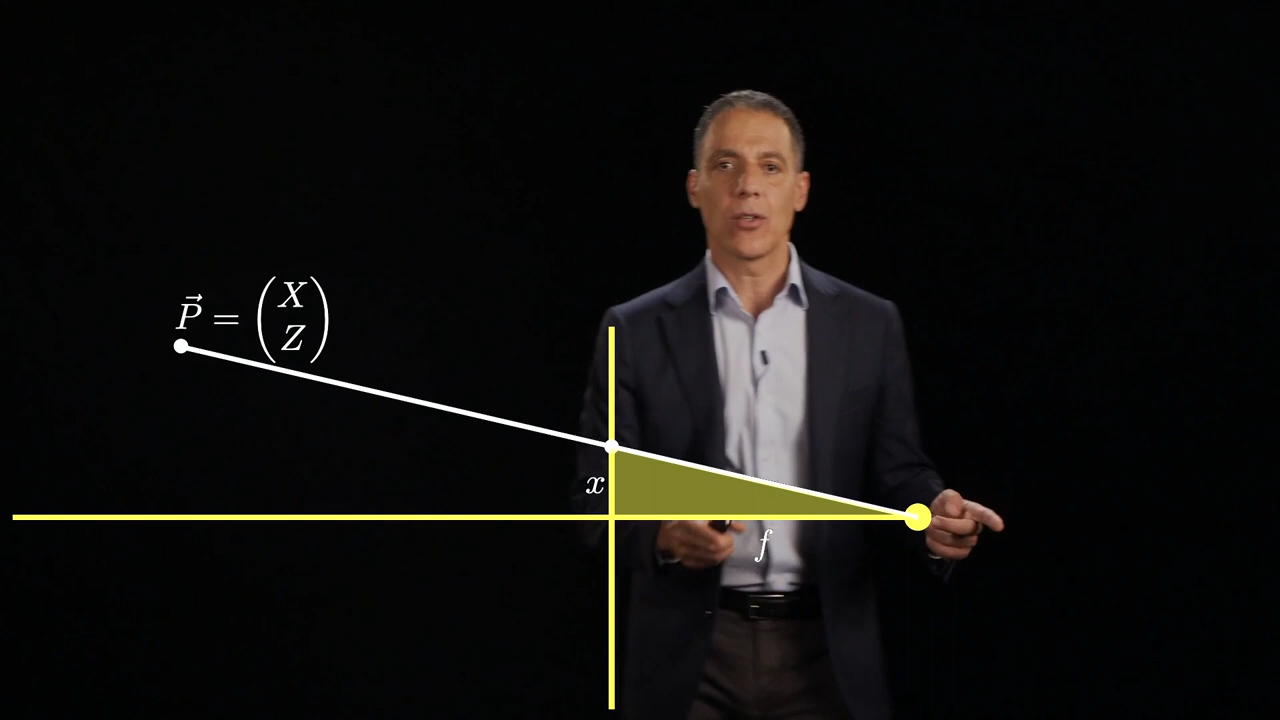 P⃗ = (X
Z)
x
f